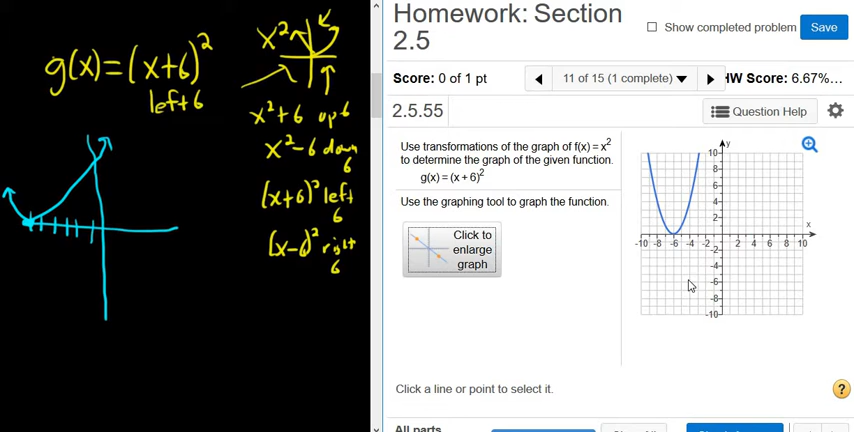 g(x) = (x+6)²
left 6
x²
x²+6 up 6
x²-6 down 6
(x+6)² left 6
(x-6)² right 6
Homework: Section 2.5
Show completed problem
Save
Score: 0 of 1 pt
11 of 15 (1 complete)
HW Score: 6.67%...
2.5.55
Question Help
Use transformations of the graph of f(x) = x²
to determine the graph of the given function.
g(x) = (x + 6)²
Use the graphing tool to graph the function.
Click to
enlarge
graph
y
x
10
8
6
4
2
-10 -8 -6 -4 -2 2 4 6 8 10
-2
-4
-6
-8
-10
Click a line or point to select it.
?
All parts